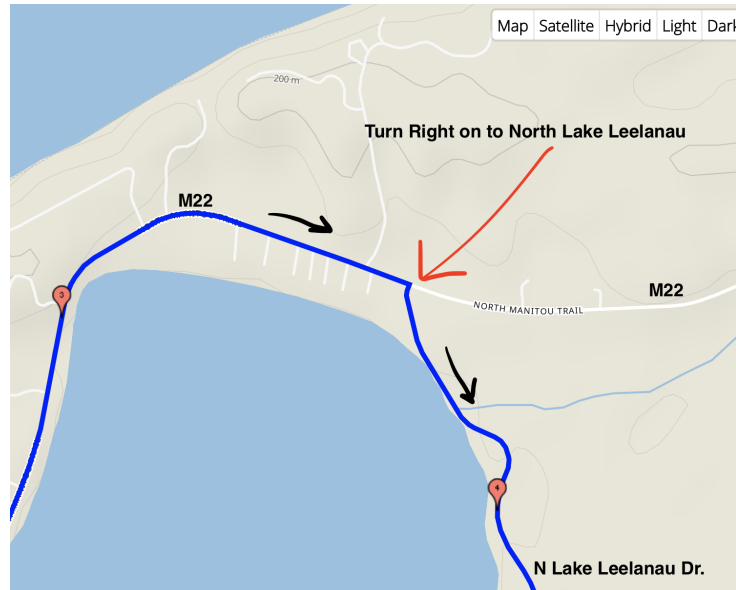 Map Satellite Hybrid Light Dark
200 m
Turn Right on to North Lake Leelanau
M22
3
M22
NORTH MANITOU TRAIL
4
N Lake Leelanau Dr.